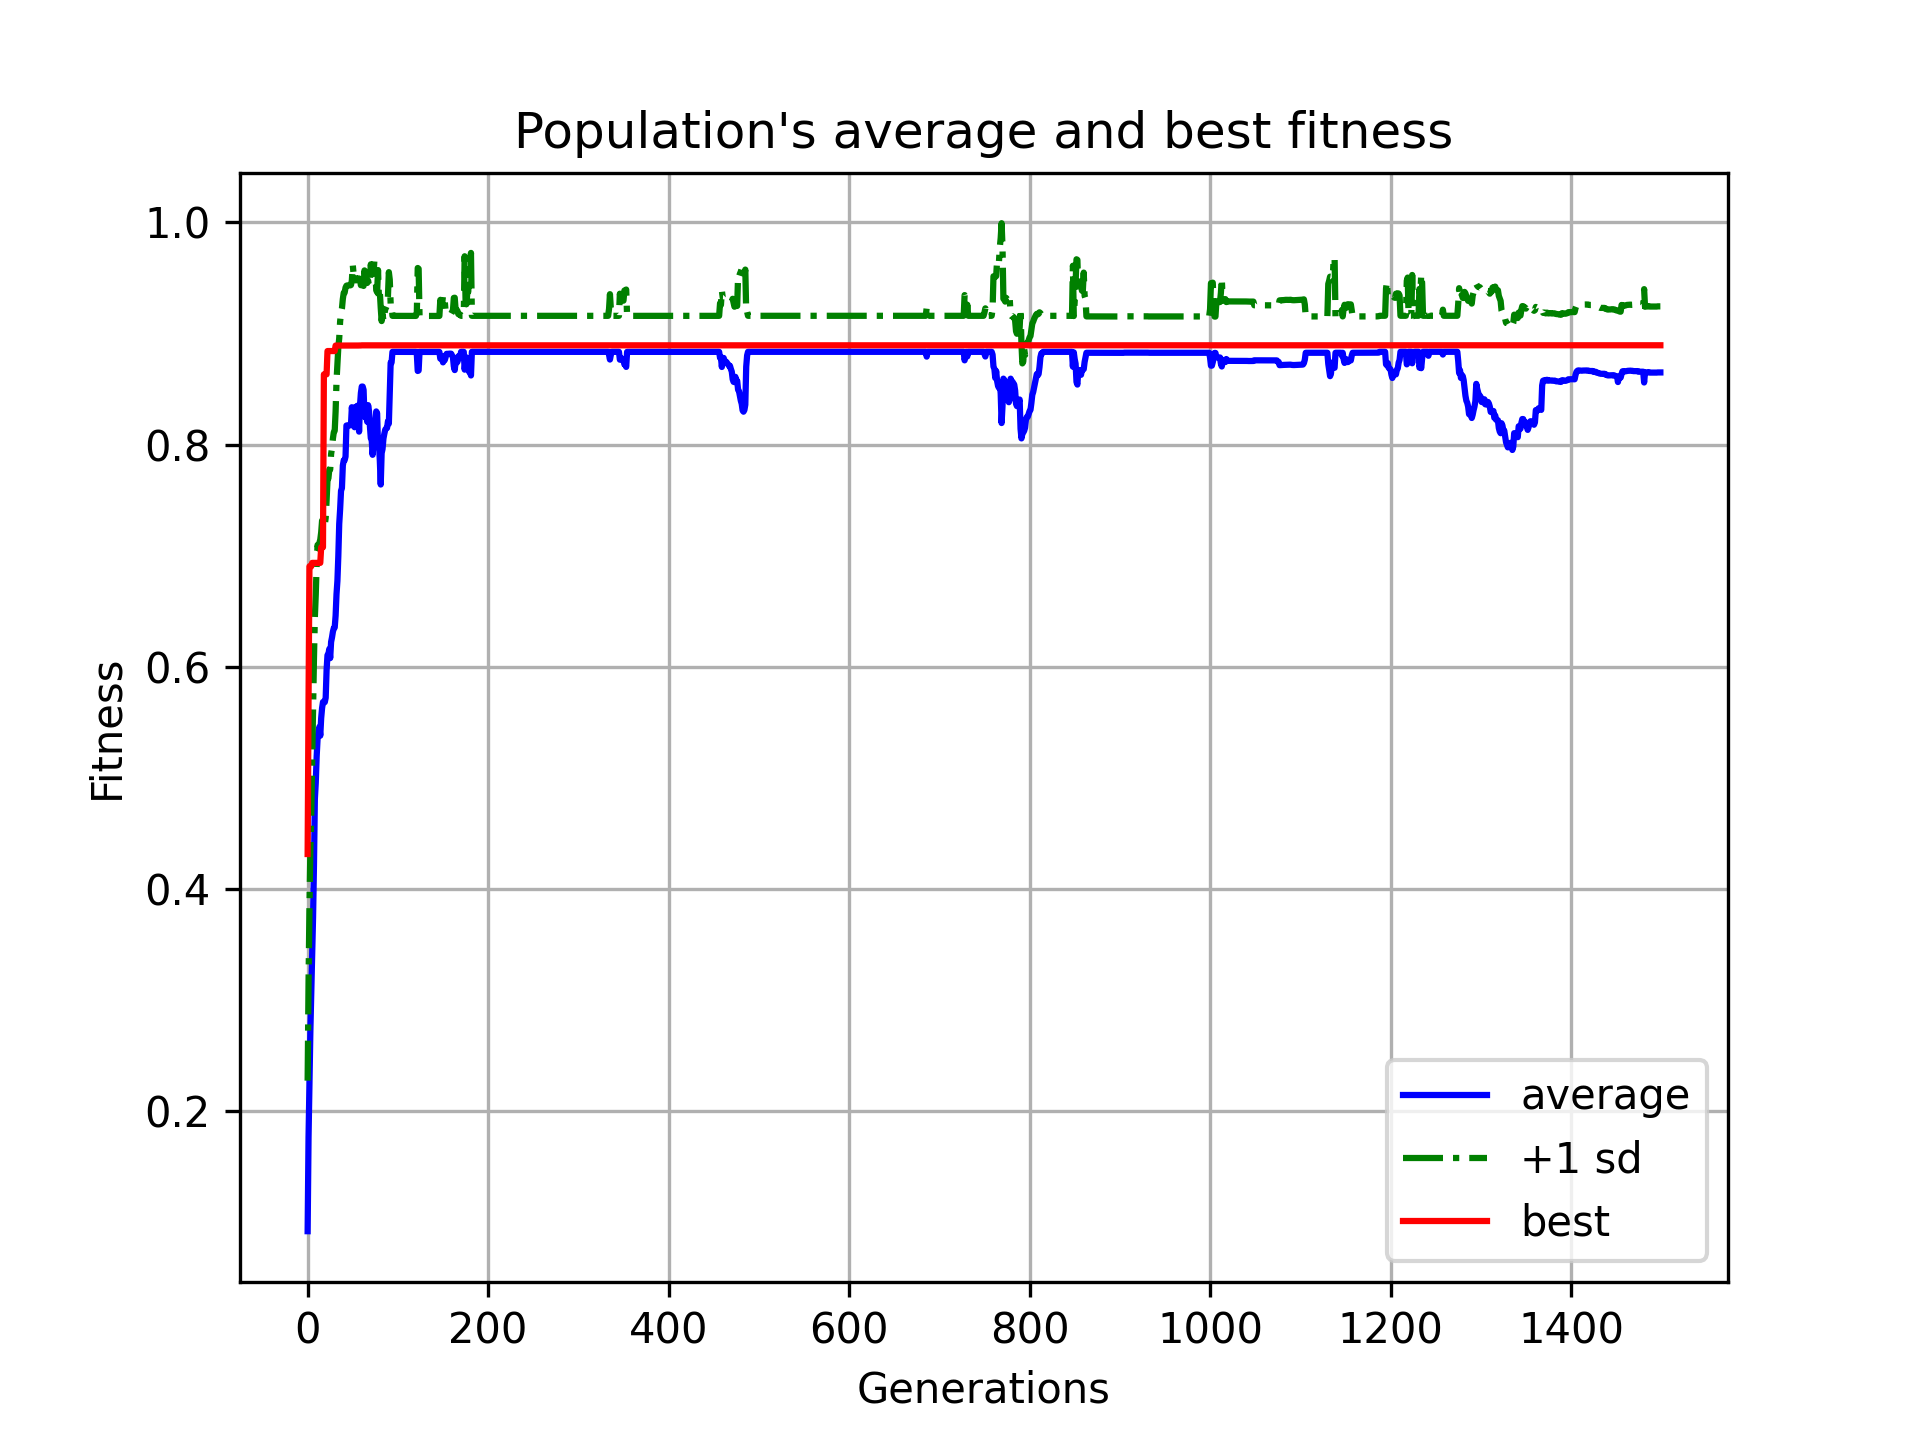 Population's average and best fitness
1.0
0.8
0.6
0.4
0.2
Fitness
0 200 400 600 800 1000 1200 1400
Generations
average
+1 sd
best